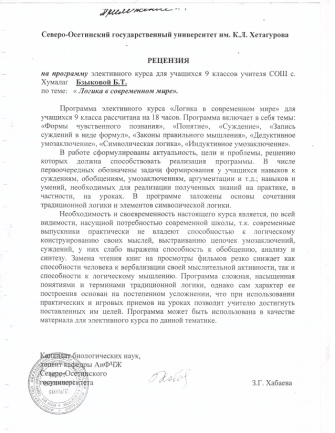 приложение...
Северо-Осетинский государственный университет им. К.Л. Хетагурова
РЕЦЕНЗИЯ
на программу элективного курса для учащихся 9 классов учителя СОШ с.
Хумалаг Бзыковой Б.Т.
по теме: « Логика в современном мире».
Программа элективного курса «Логика в современном мире» для
учащихся 9 класса рассчитана на 18 часов. Программа включает в себя темы:
«Формы чувственного познания», «Понятие», «Суждение», «Запись
суждений в виде формул», «Законы правильного мышления», «Дедуктивное
умозаключение», «Символическая логика», «Индуктивное умозаключение».
В работе сформулированы актуальность, цели и проблемы, решению
которых должна способствовать реализация программы. В числе
первоочередных обозначены задачи формирования у учащихся навыков к
суждениям, обобщениям, умозаключениям, аргументации и т.д.; навыков и
умений, необходимых для реализации полученных знаний на практике, в
частности, на уроках. В программе заложены основы сочетания
традиционной логики и элементов символической логики.
Необходимость и своевременность настоящего курса является, по всей
видимости, насущной потребностью современной школы, т.к. современные
выпускники практически не владеют способностью к логическому
конструированию своих мыслей, выстраиванию цепочек умозаключений,
суждений, у них слабо выражена способность к обобщению, анализу и
синтезу. Замена чтения книг на просмотры фильмов резко снижает как
способности человека к вербализации своей мыслительной активности, так и
способности к логическому мышлению. Программа сложная, насыщенная
понятиями и терминами традиционной логики, однако сам характер ее
построения основан на постепенном усложнении, что при использовании
практических и игровых приемов на уроках позволит учителю достигнуть
поставленных им целей. Программа может быть использована в качестве
материала для элективного курса по данной тематике.
Кандидат биологических наук,
доцент кафедры АиФЧЖ
Северо-Осетинского
госуниверситета З.Г. Хабаева